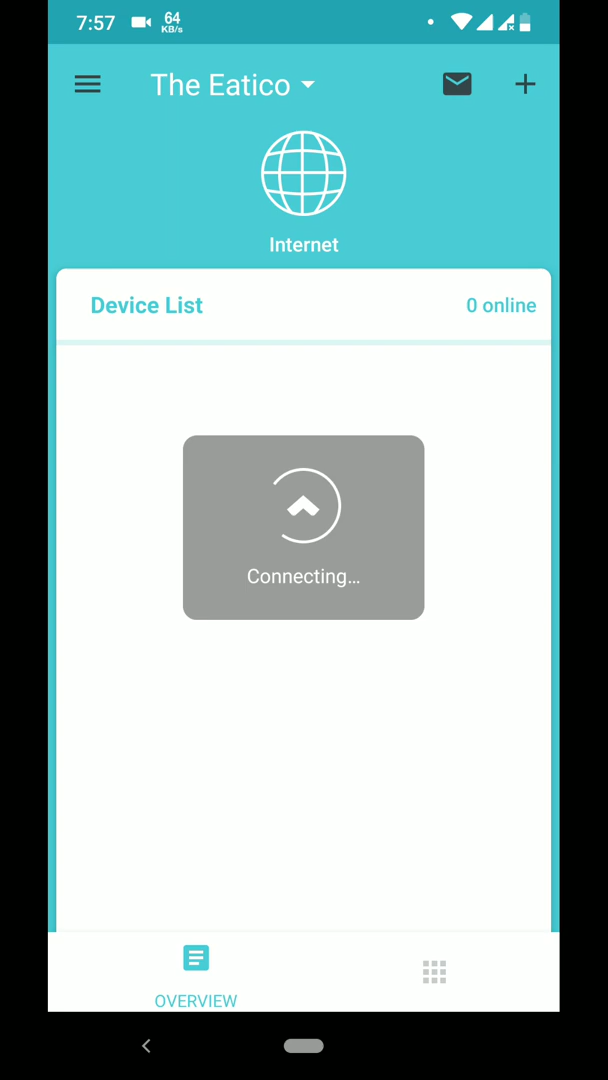 7:57
64
KB/s
The Eatico
Internet
Device List
0 online
Connecting...
OVERVIEW